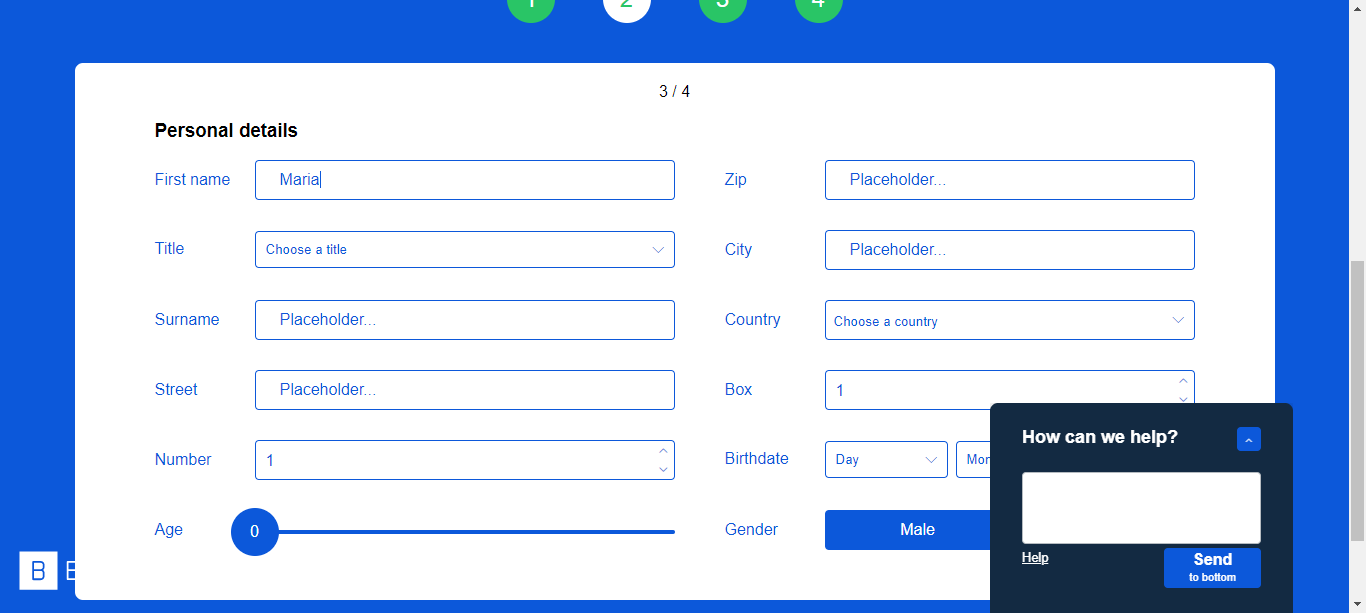 1 2 3 4
3 / 4
Personal details
First name Maria
Zip Placeholder...
Title Choose a title
City Placeholder...
Surname Placeholder...
Country Choose a country
Street Placeholder...
Box 1
Number 1
Birthdate Day Mon
Age 0
Gender Male
How can we help?
Help
Send
to bottom
B